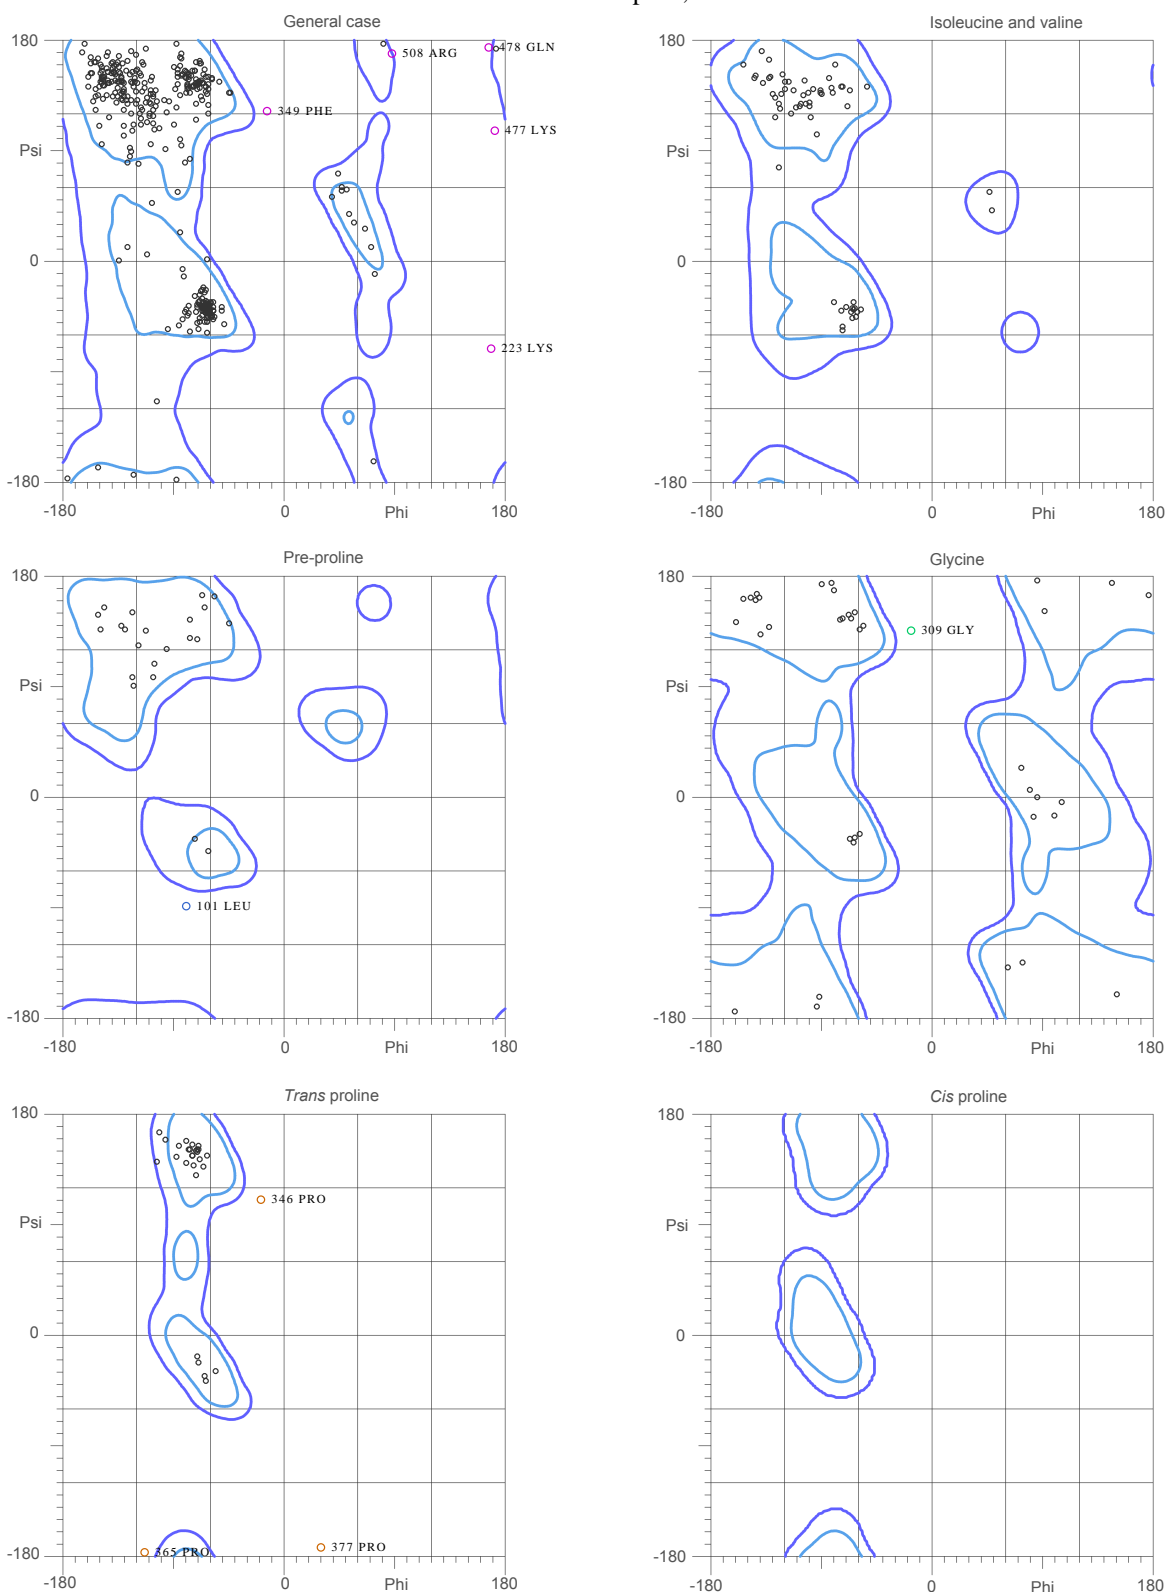 General case
Isoleucine and valine
180
508 ARG
478 GLN
349 PHE
477 LYS
Psi
0
223 LYS
-180
-180
0
Phi
180
180
Psi
0
-180
-180
0
Phi
180
Pre-proline
Glycine
180
Psi
0
101 LEU
-180
-180
0
Phi
180
180
309 GLY
Psi
0
-180
-180
0
Phi
180
Trans proline
Cis proline
180
346 PRO
Psi
0
365 PRO
377 PRO
-180
-180
0
Phi
180
180
Psi
0
-180
-180
0
Phi
180